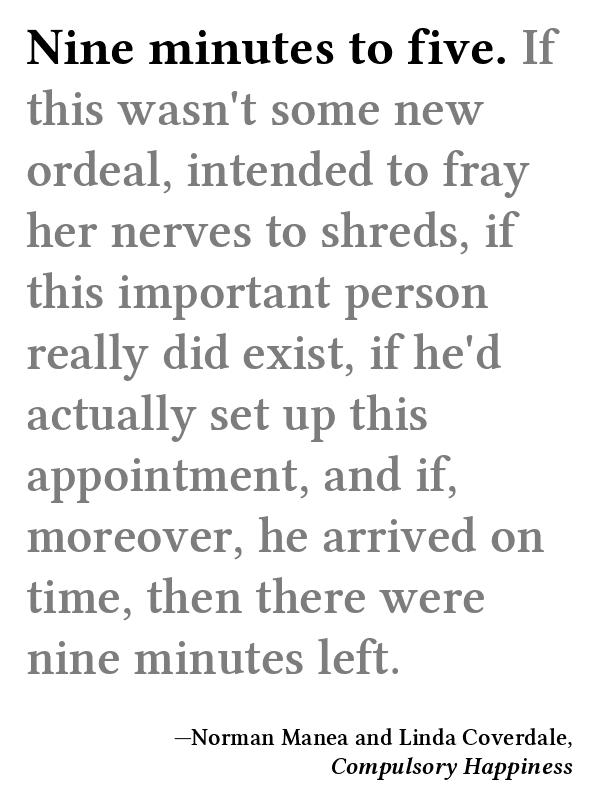 Nine minutes to five. If
this wasn't some new
ordeal, intended to fray
her nerves to shreds, if
this important person
really did exist, if he'd
actually set up this
appointment, and if,
moreover, he arrived on
time, then there were
nine minutes left.
—Norman Manea and Linda Coverdale,
Compulsory Happiness